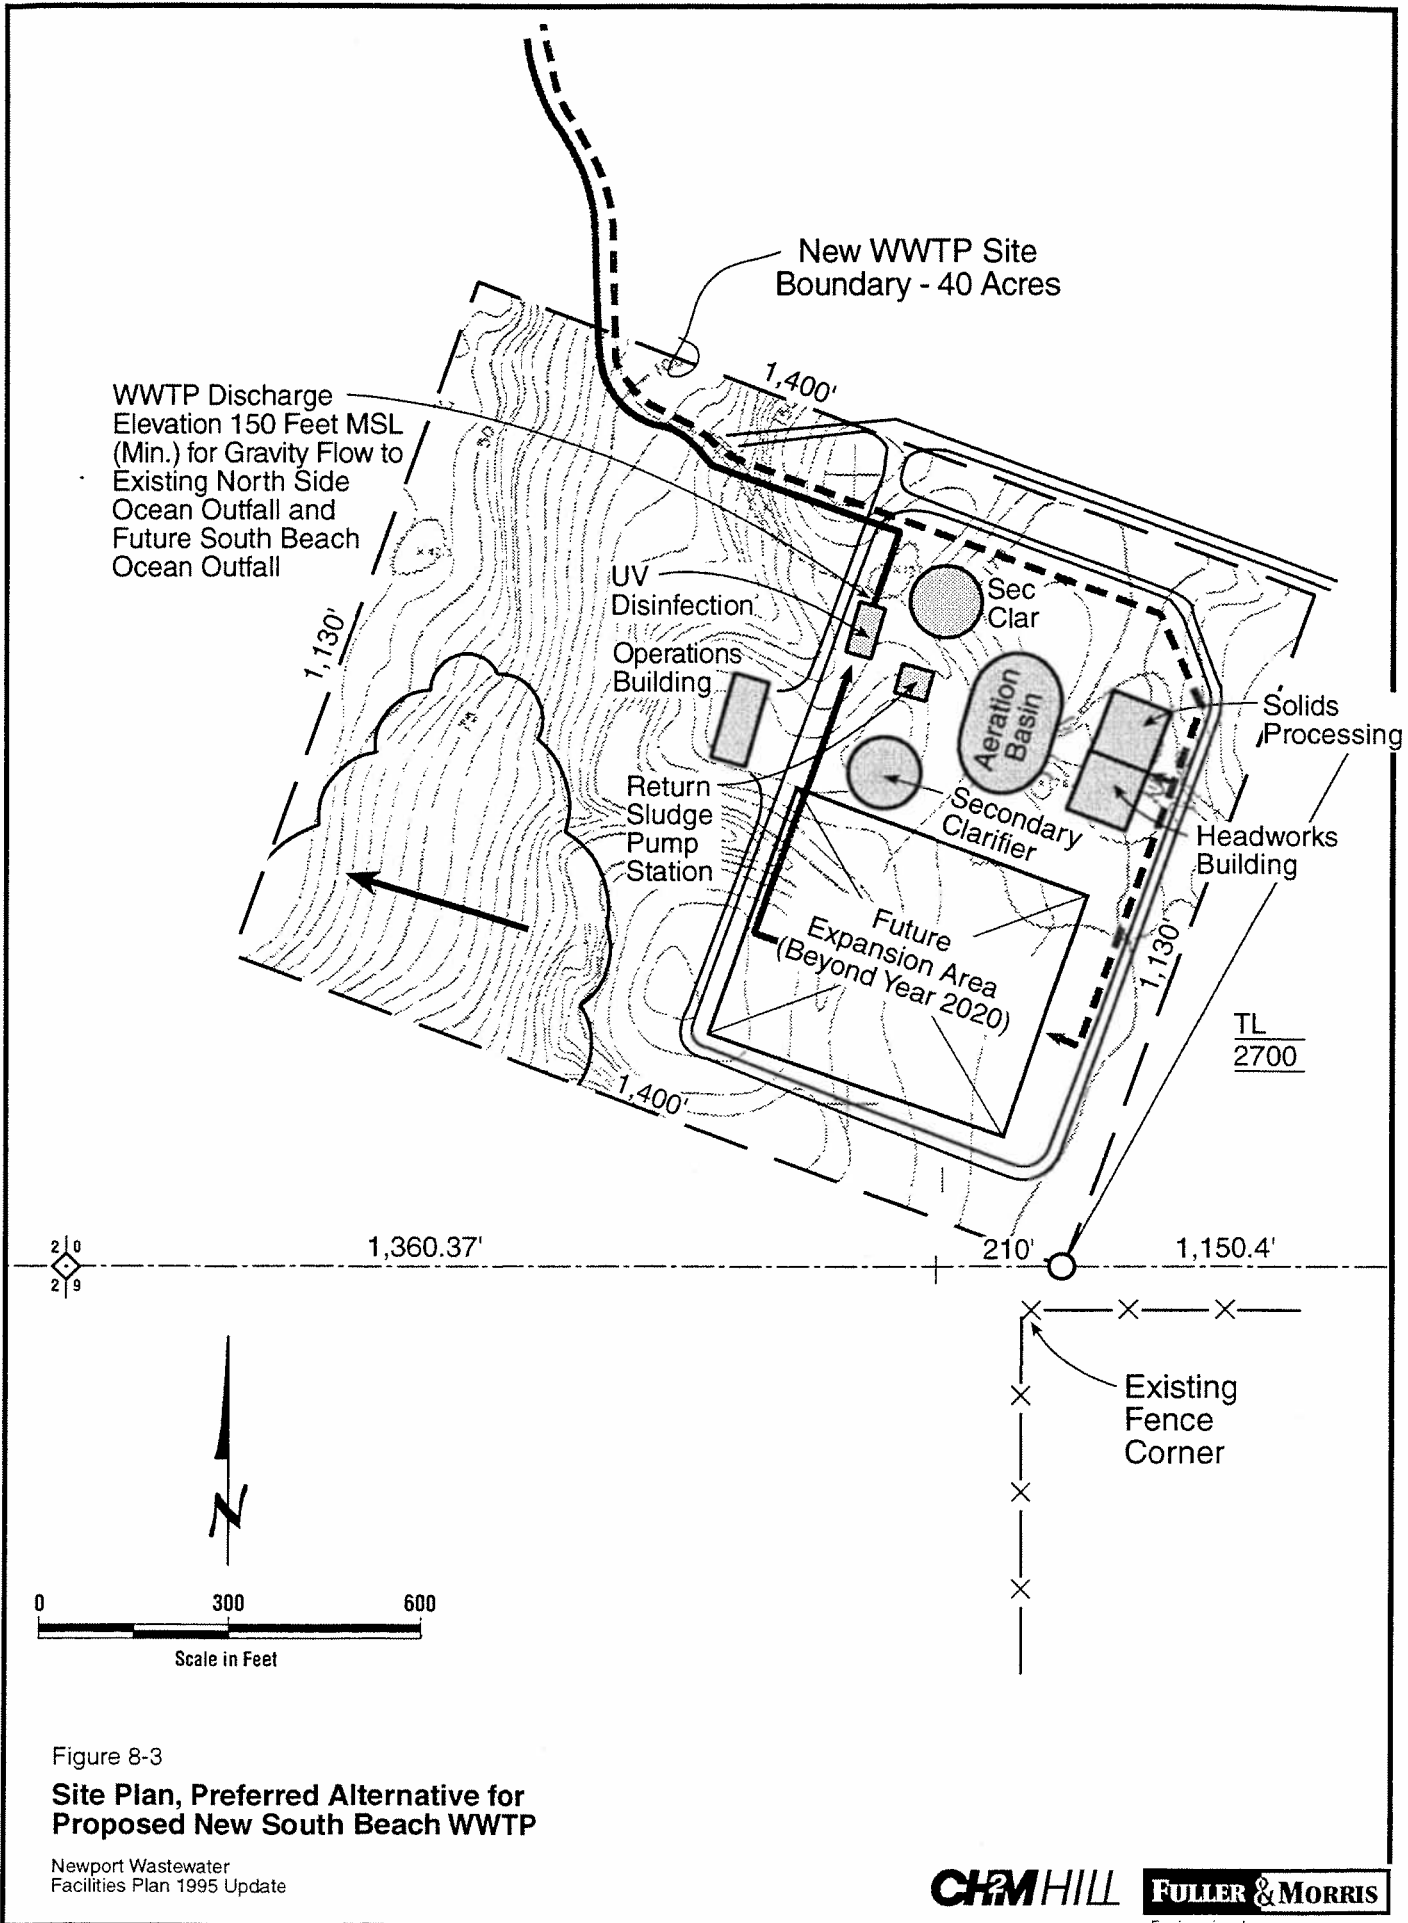 New WWTP Site
Boundary - 40 Acres
1,400'
WWTP Discharge
Elevation 150 Feet MSL
(Min.) for Gravity Flow to
Existing North Side
Ocean Outfall and
Future South Beach
Ocean Outfall
50
UV
Disinfection
Sec
Clar
1,130'
Operations
Building
Aeration
Basin
Solids
Processing
Return
Sludge
Pump
Station
Secondary
Clarifier
Headworks
Building
Future
Expansion Area
(Beyond Year 2020)
1,130'
TL
2700
1,400'
20
29
1,360.37'
210'
1,150.4'
Existing
Fence
Corner
N
0 300 600
Scale in Feet
Figure 8-3
Site Plan, Preferred Alternative for
Proposed New South Beach WWTP
Newport Wastewater
Facilities Plan 1995 Update
CH2M HILL
FULLER & MORRIS